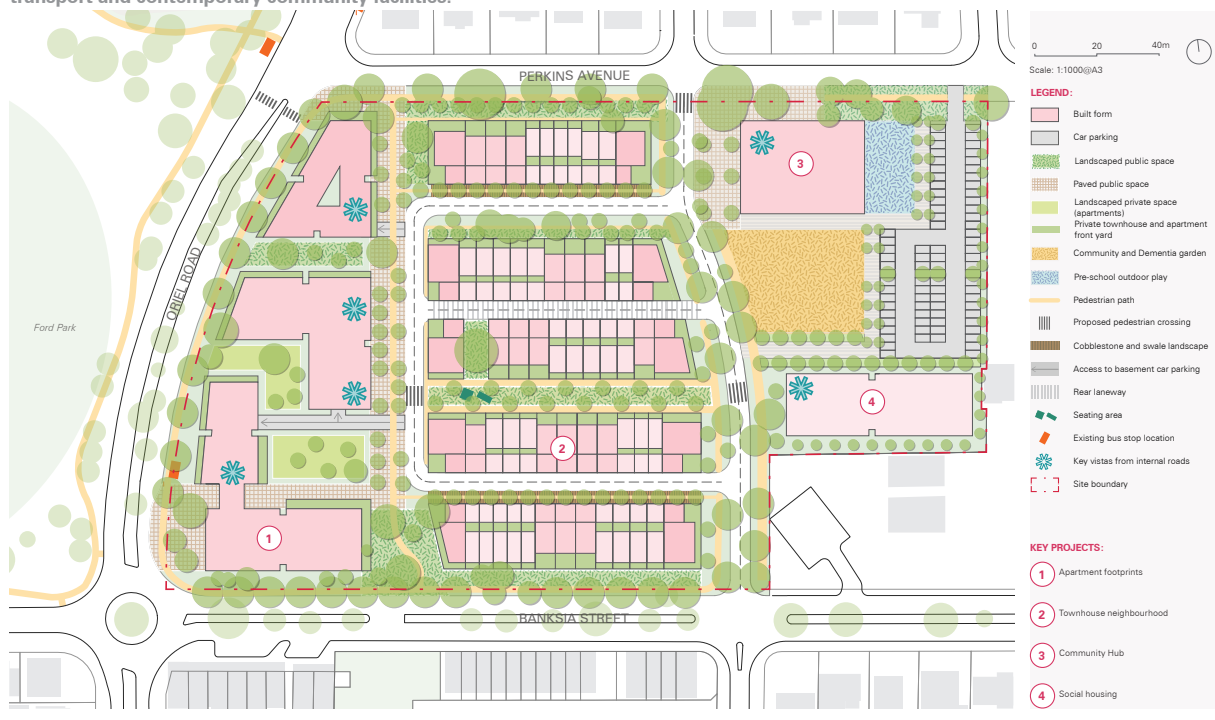 transport and contemporary community facilities.
PERKINS AVENUE
ORIEL ROAD
Ford Park
BANKSIA STREET
3
4
2
1
0 20 40m
Scale: 1:1000@A3
LEGEND:
Built form
Car parking
Landscaped public space
Paved public space
Landscaped private space
(apartments)
Private townhouse and apartment
front yard
Community and Dementia garden
Pre-school outdoor play
Pedestrian path
Proposed pedestrian crossing
Cobblestone and swale landscape
Access to basement car parking
Rear laneway
Seating area
Existing bus stop location
Key vistas from internal roads
Site boundary
KEY PROJECTS:
1 Apartment footprints
2 Townhouse neighbourhood
3 Community Hub
4 Social housing